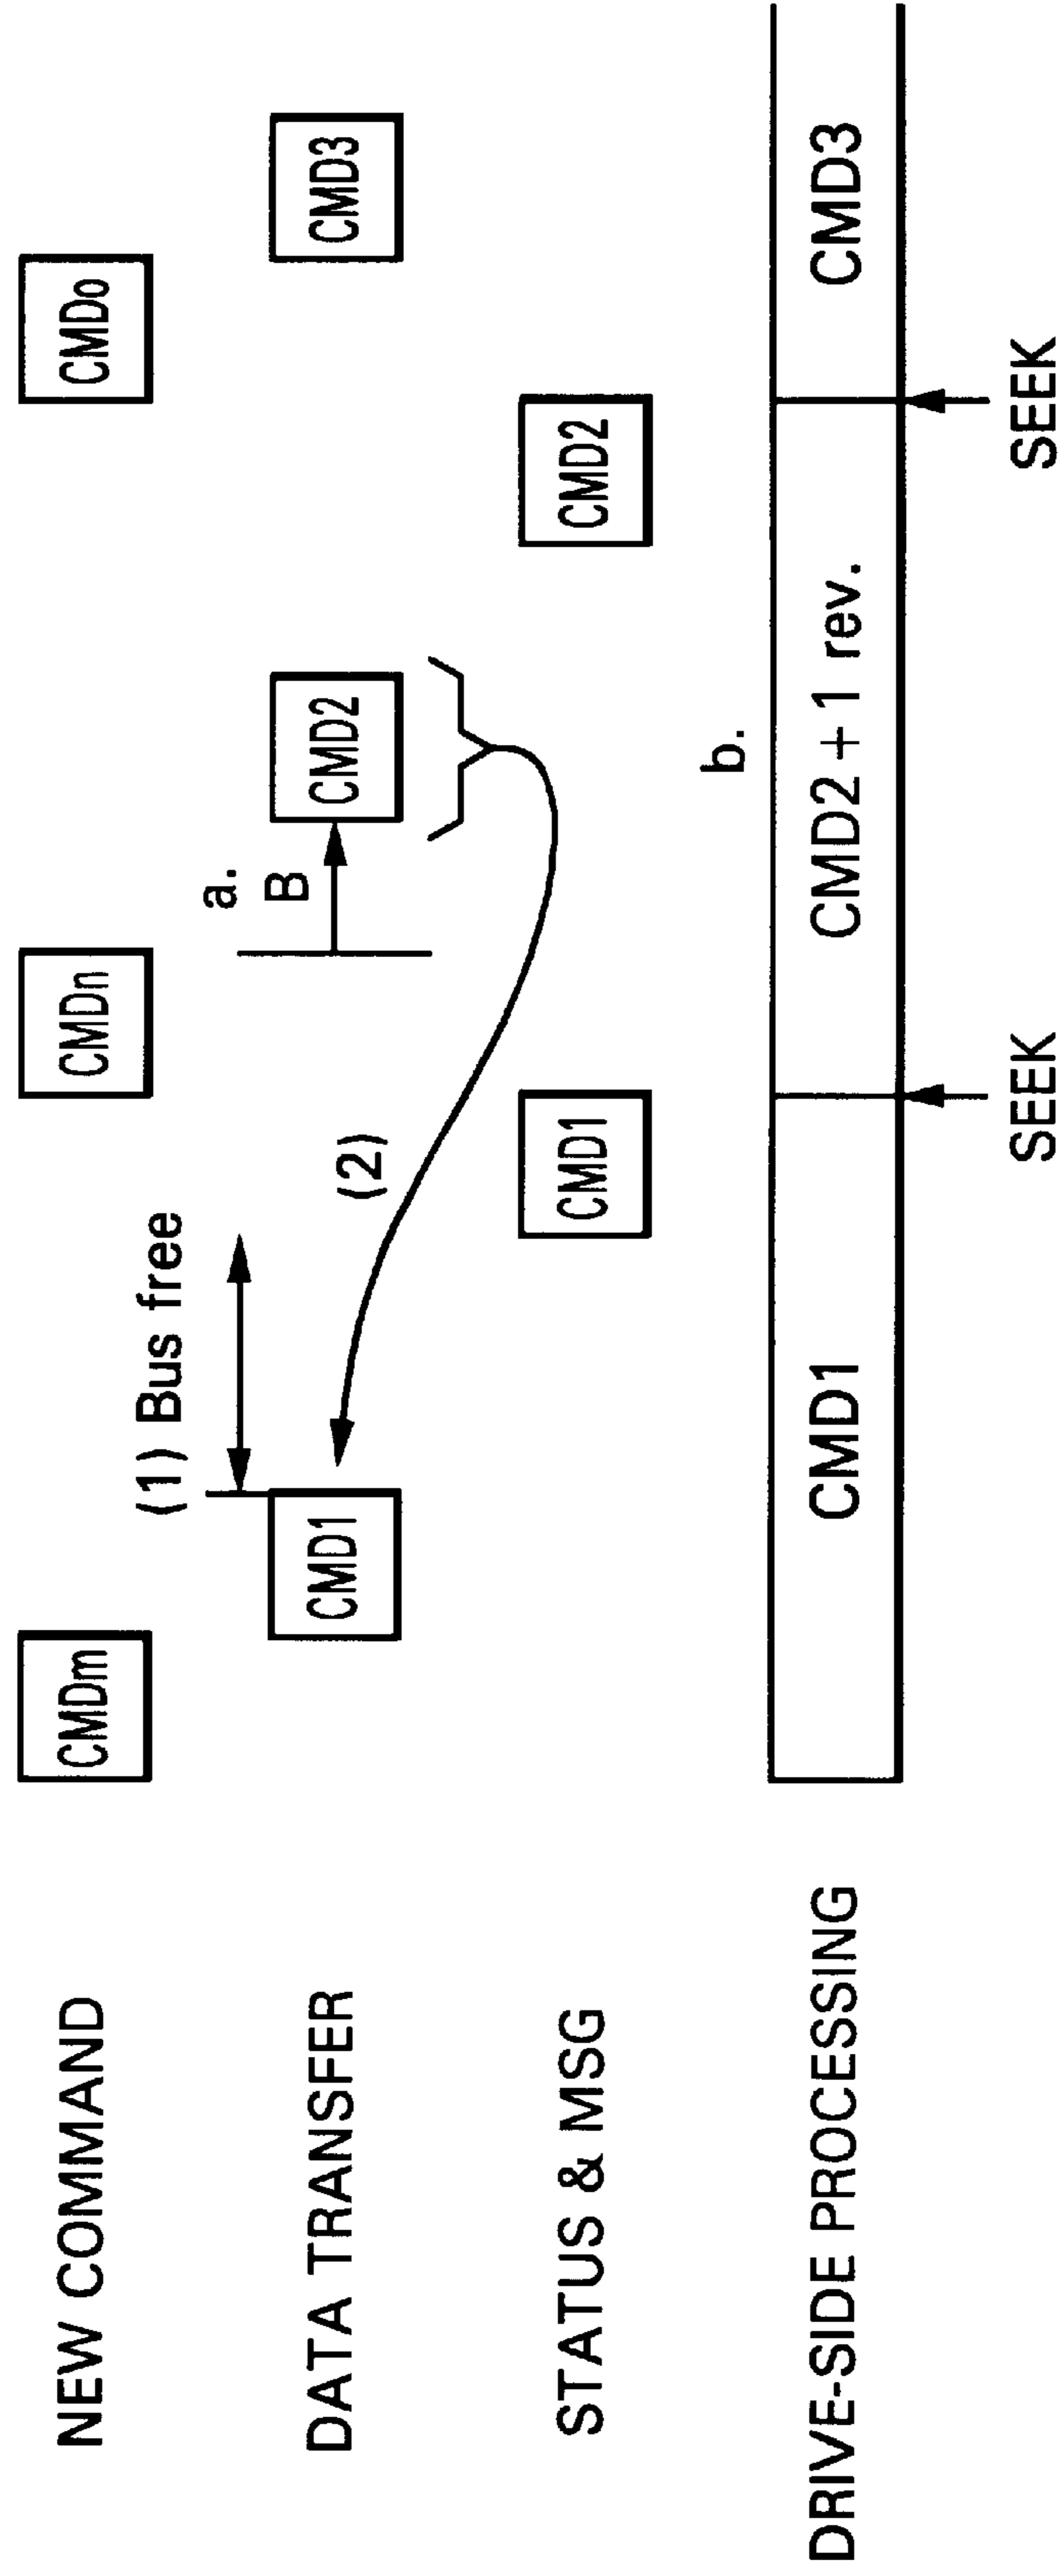 NEW COMMAND
CMDm
CMDn
CMDo
(1) Bus free
a.
B
DATA TRANSFER
CMD1
CMD2
CMD3
(2)
STATUS & MSG
CMD1
CMD2
b.
DRIVE-SIDE PROCESSING
CMD1
CMD2 + 1 rev.
CMD3
SEEK
SEEK